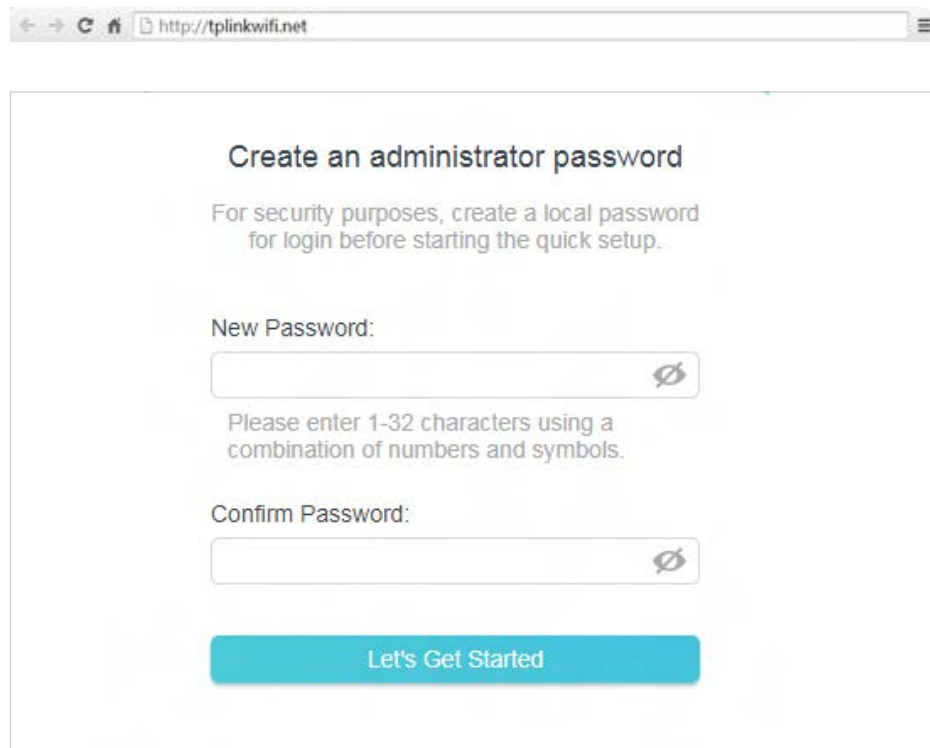 http://tplinkwifi.net
Create an administrator password
For security purposes, create a local password
for login before starting the quick setup.
New Password:
Please enter 1-32 characters using a
combination of numbers and symbols.
Confirm Password:
Let's Get Started